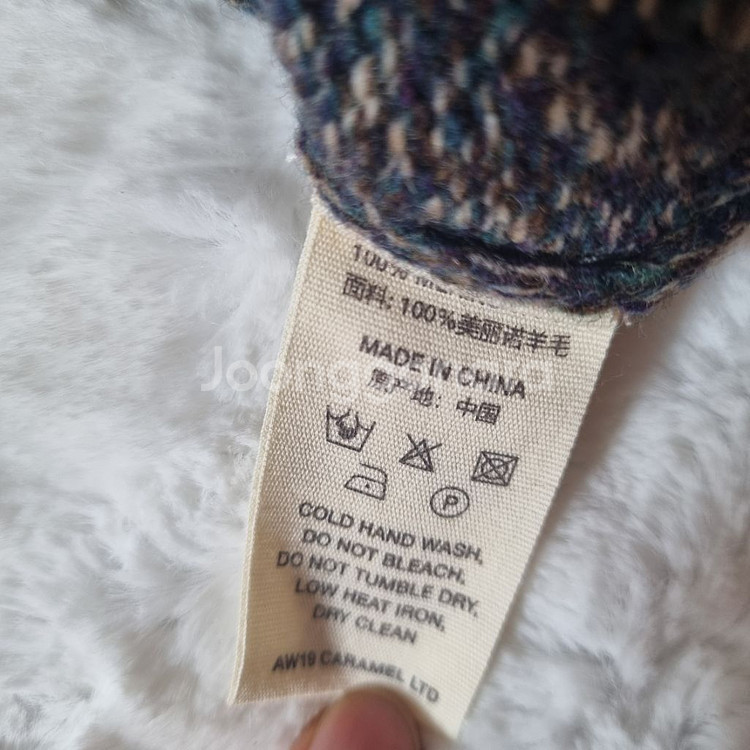 100%
面料: 100%美丽诺羊毛
MADE IN CHINA
原产地: 中国
P
COLD HAND WASH,
DO NOT BLEACH,
DO NOT TUMBLE DRY,
LOW HEAT IRON,
DRY CLEAN
AW19 CARAMEL LTD